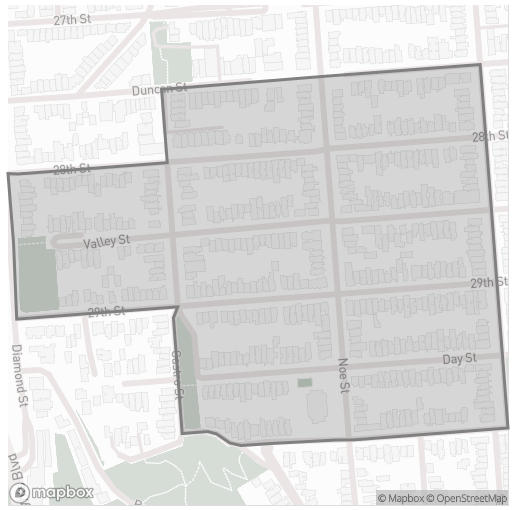 27th St
Duncan St
28th St
28th St
Valley St
29th St
29th St
Diamond St
Castro St
Noe St
Day St
Blvd
mapbox
© Mapbox © OpenStreetMap